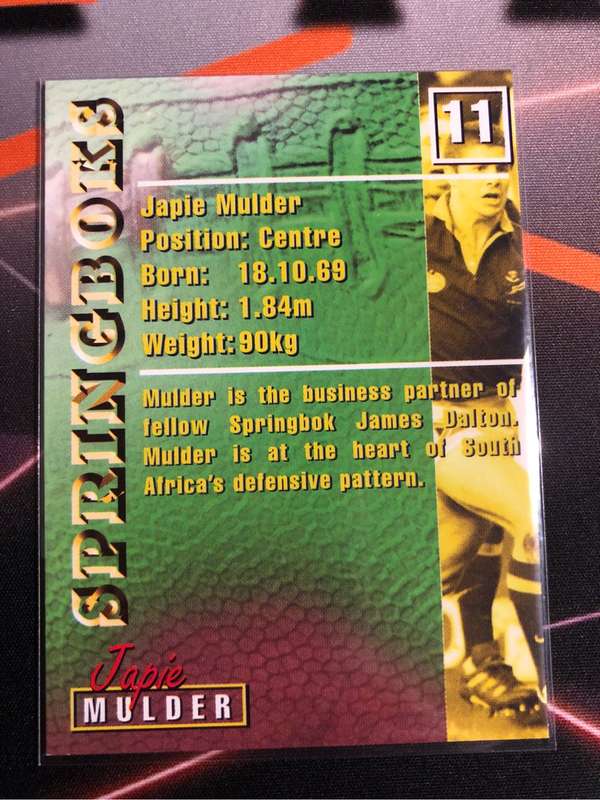 11
SPRINGBOKS
Japie Mulder
Position: Centre
Born: 18.10.69
Height: 1.84m
Weight: 90kg
Mulder is the business partner of
fellow Springbok James Dalton.
Mulder is at the heart of South
Africa's defensive pattern.
Japie
MULDER